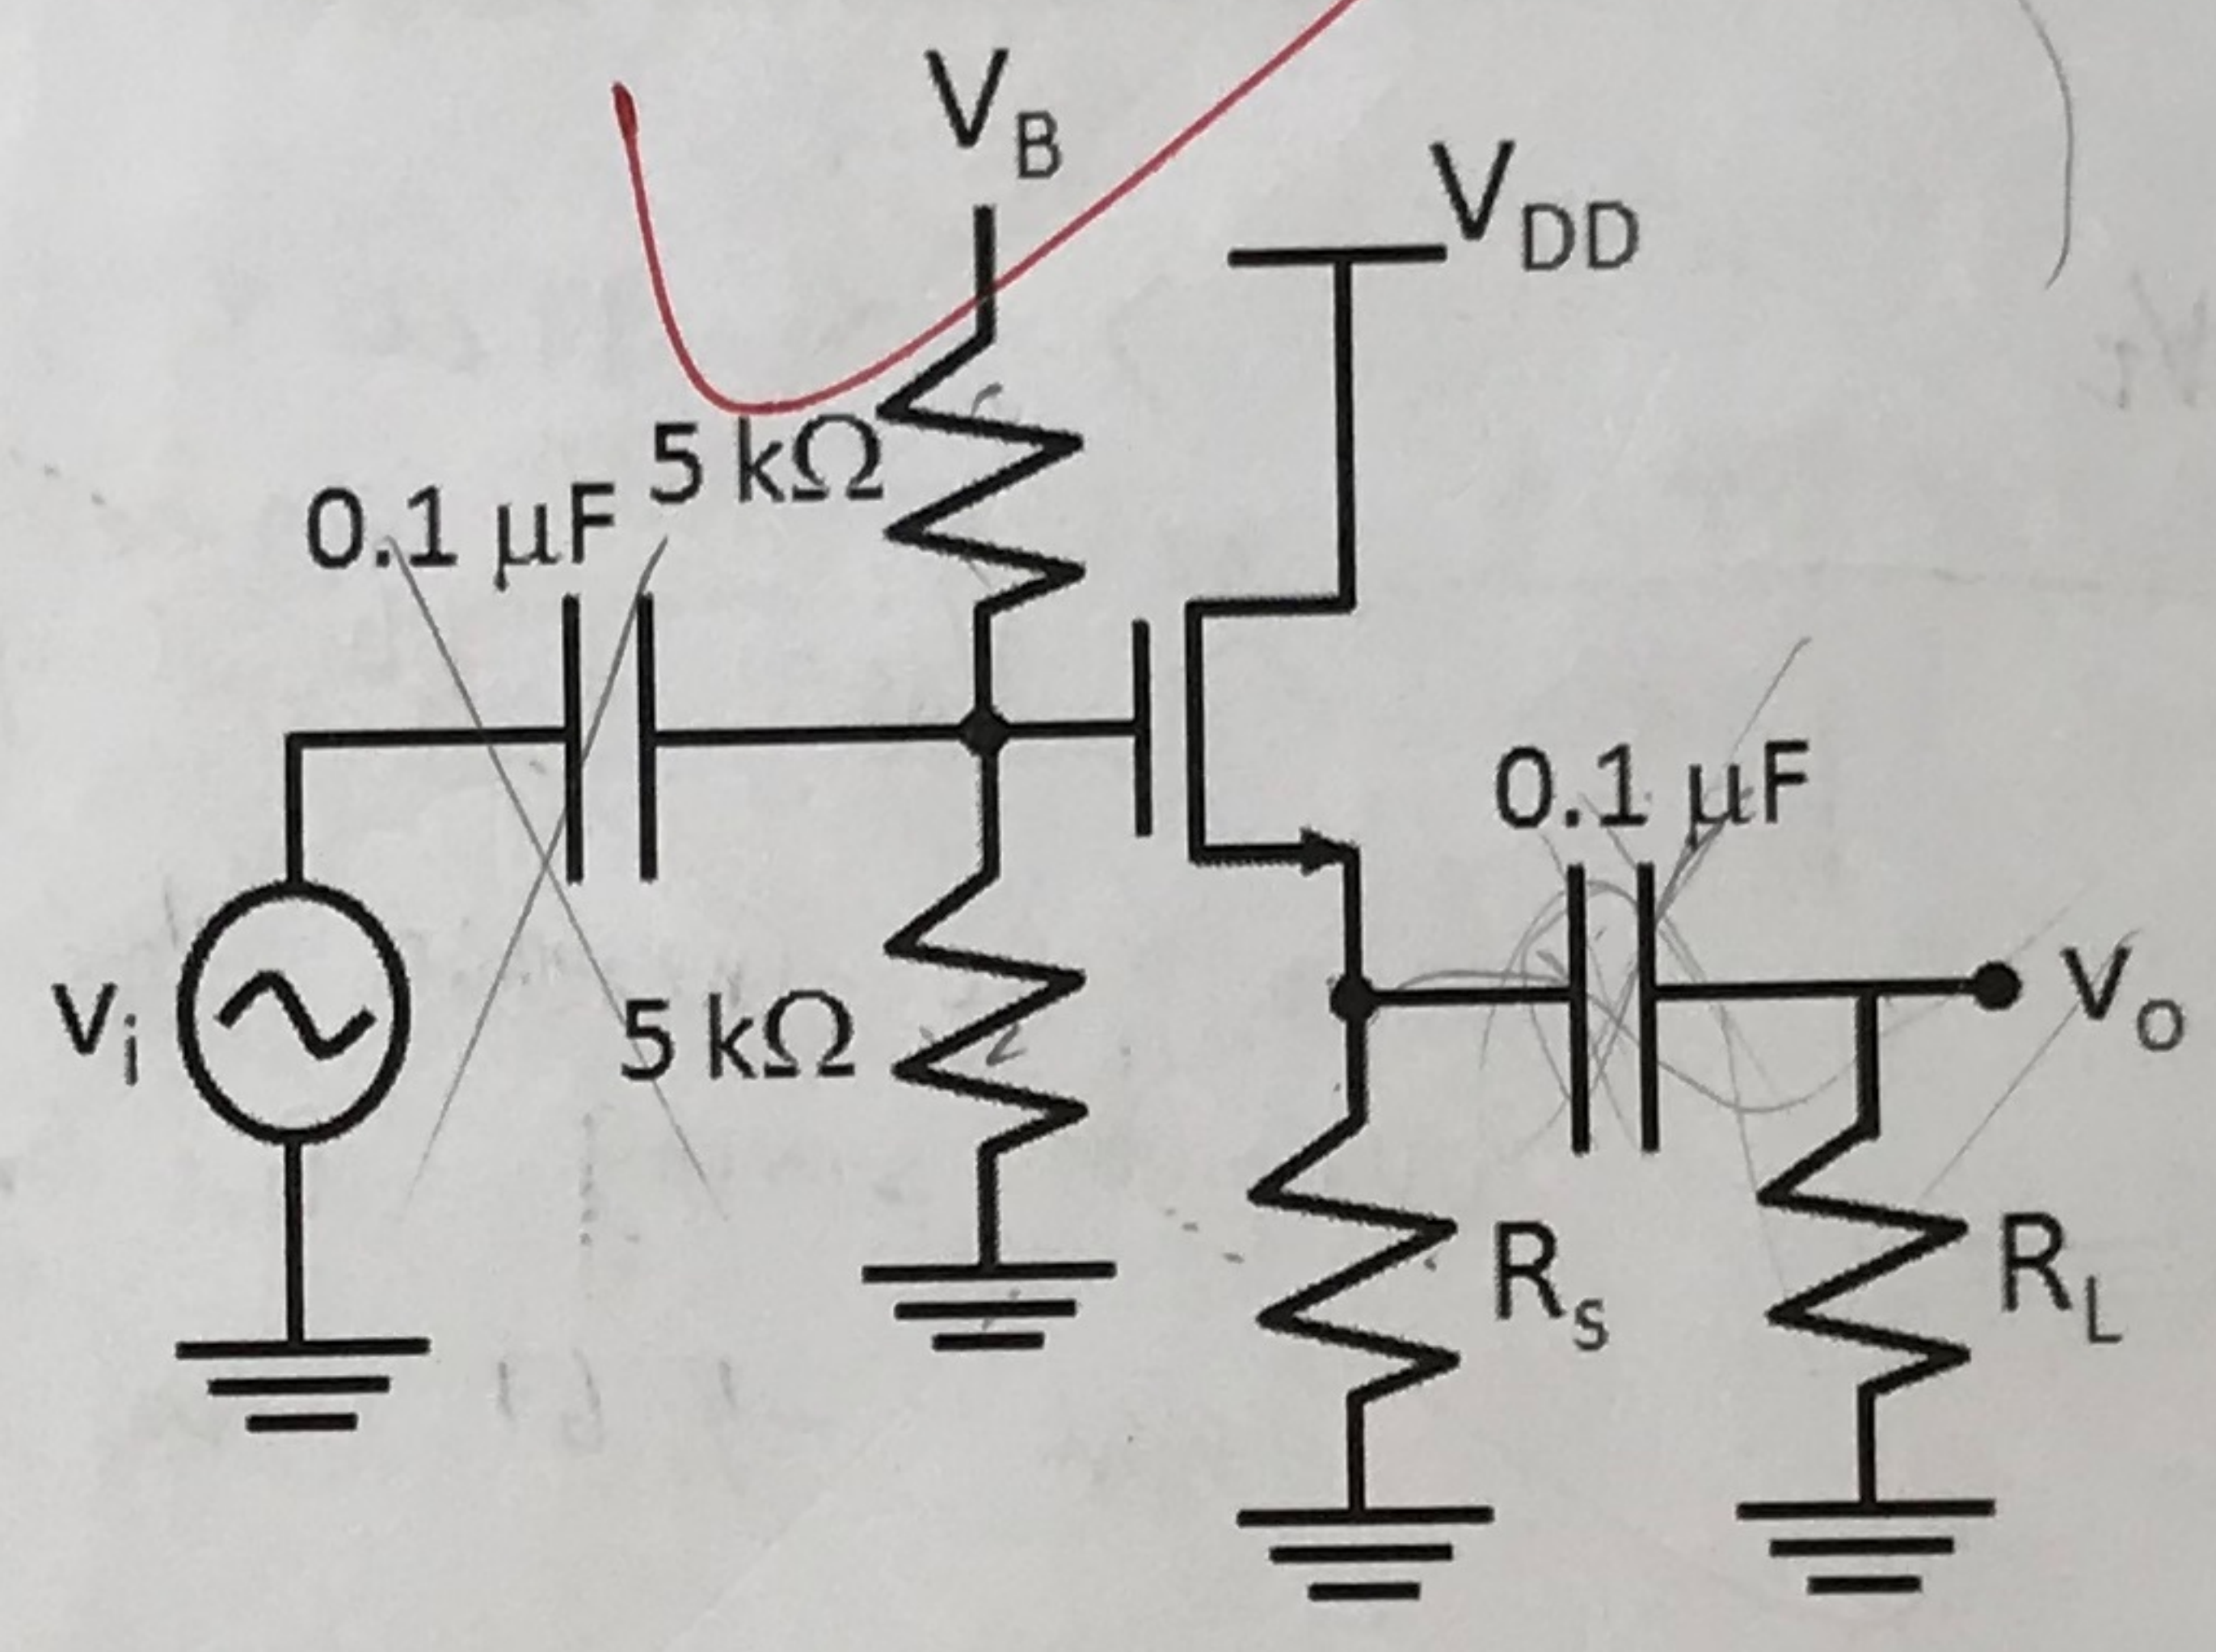 V_B
V_DD
5 kΩ
0.1 μF
0.1 μF
v_i
5 kΩ
v_o
R_s
R_L